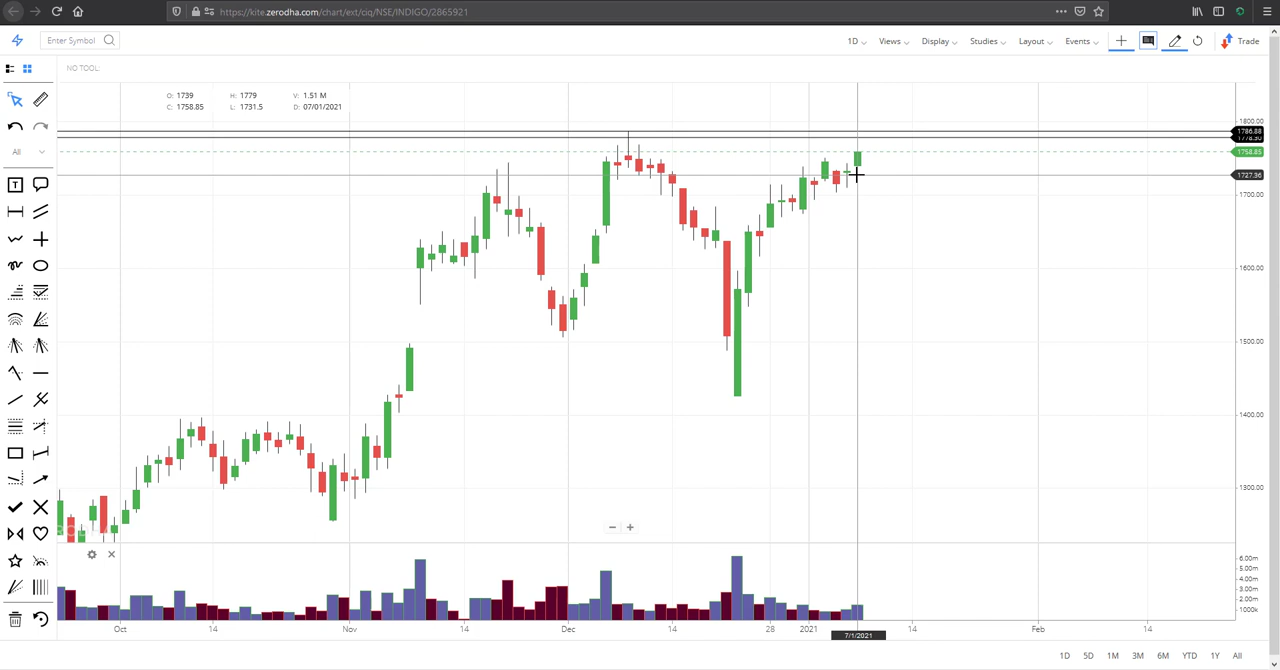 https://kite.zerodha.com/chart/ext/ciq/NSE/INDIGO/2865921
Enter Symbol
1D
Views
Display
Studies
Layout
Events
Trade
NO TOOL:
O: 1739 H: 1779 V: 1.51 M
C: 1758.85 L: 1731.5 D: 07/01/2021
All
T
1800.00
1786.88
1778.30
1758.85
1727.36
1700.00
1600.00
1500.00
1400.00
1300.00
6.00m
5.00m
4.00m
3.00m
2.00m
1000k
Oct 14 Nov 14 Dec 14 28 2021 14 Feb 14
7/1/2021
1D 5D 1M 3M 6M YTD 1Y All